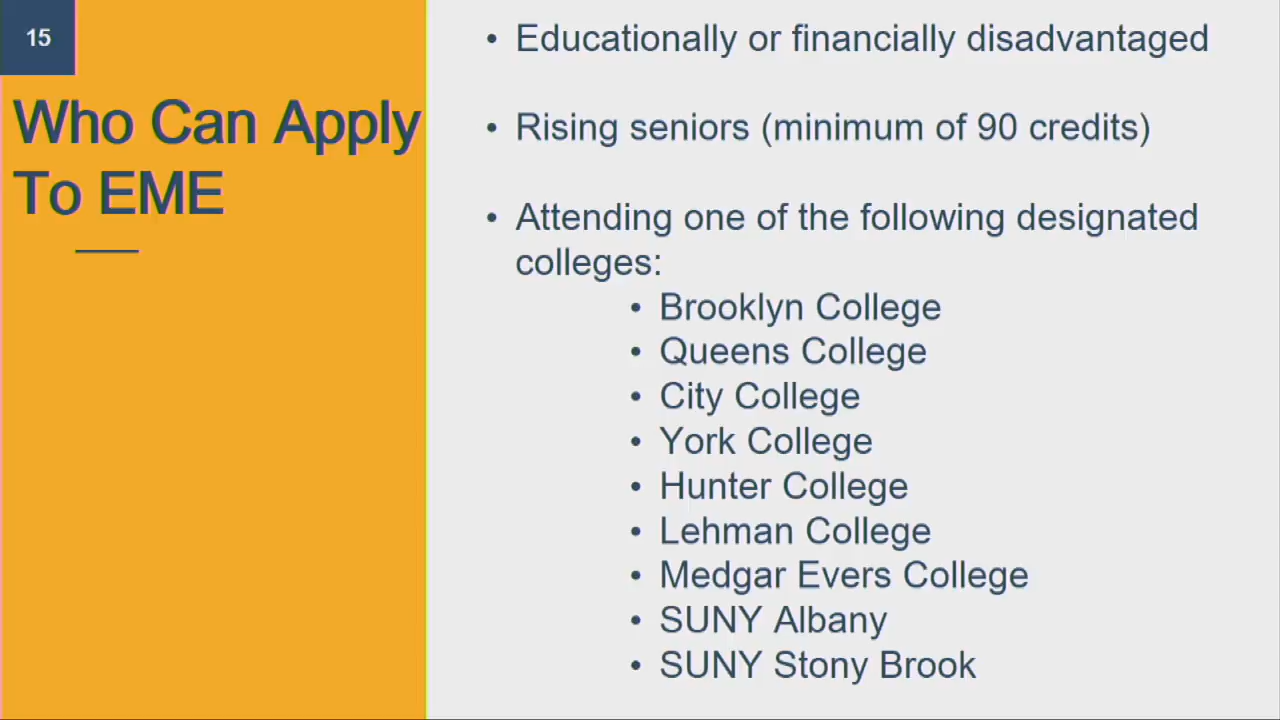 15
Who Can Apply
To EME
• Educationally or financially disadvantaged
• Rising seniors (minimum of 90 credits)
• Attending one of the following designated
colleges:
• Brooklyn College
• Queens College
• City College
• York College
• Hunter College
• Lehman College
• Medgar Evers College
• SUNY Albany
• SUNY Stony Brook